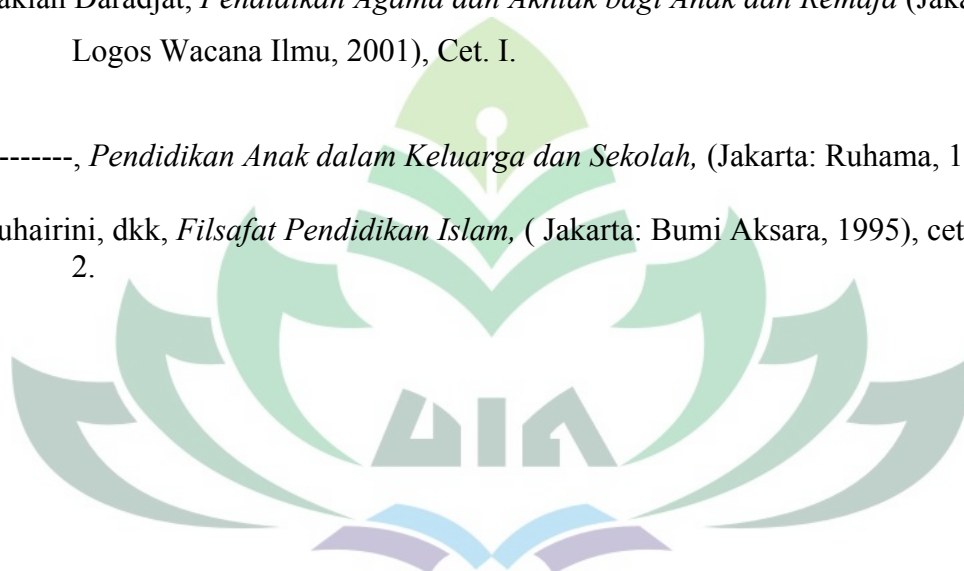 akiah Daradjat, Pendidikan Agama dan Akhlak bagi Anak dan Remaja (Jaka
Logos Wacana Ilmu, 2001), Cet. I.
-------, Pendidikan Anak dalam Keluarga dan Sekolah, (Jakarta: Ruhama, 1
uhairini, dkk, Filsafat Pendidikan Islam, ( Jakarta: Bumi Aksara, 1995), cet
2.
UIN